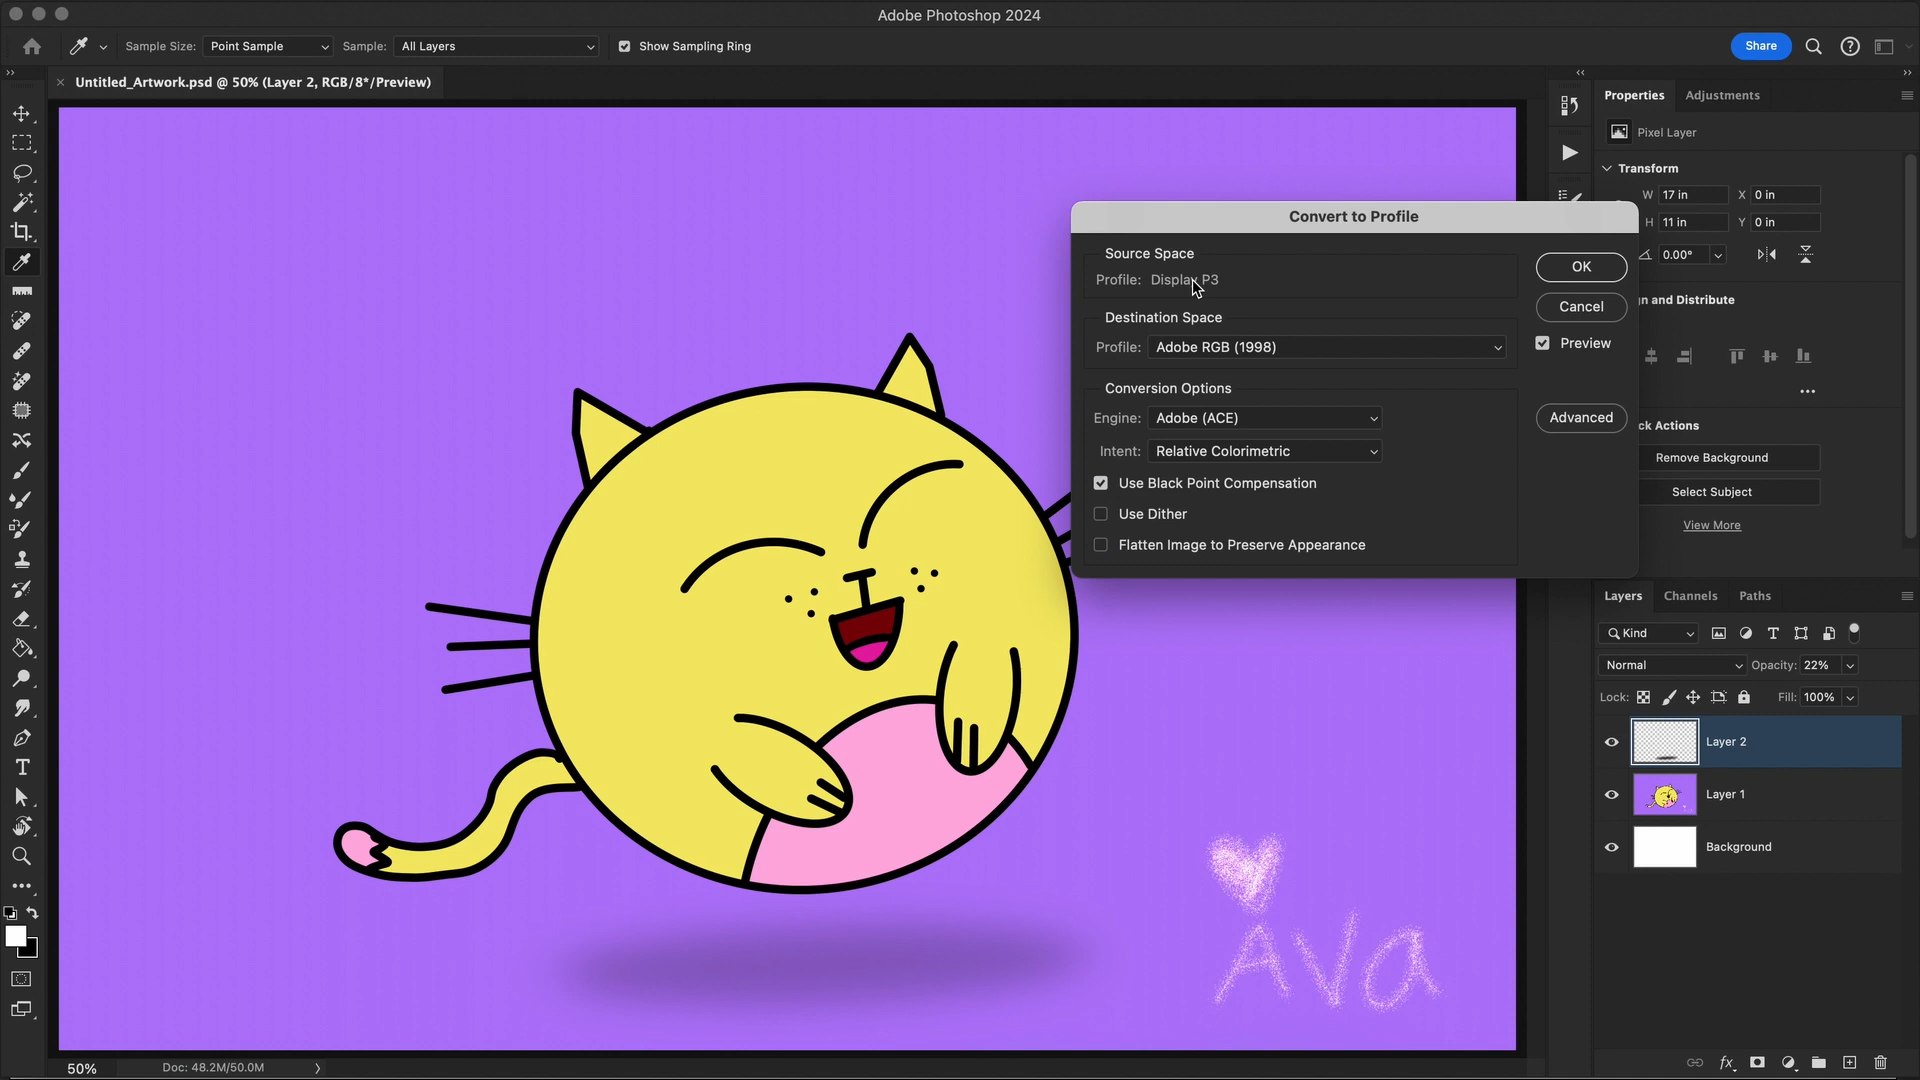 Adobe Photoshop 2024
Sample Size: Point Sample Sample: All Layers Show Sampling Ring Share
Untitled_Artwork.psd @ 50% (Layer 2, RGB/8*/Preview)
Properties Adjustments
Pixel Layer
Transform
W 17 in X 0 in
H 11 in Y 0 in
0.00°
gn and Distribute
ck Actions
Remove Background
Select Subject
View More
Convert to Profile
Source Space
Profile: Display P3
Destination Space
Profile: Adobe RGB (1998)
Conversion Options
Engine: Adobe (ACE)
Intent: Relative Colorimetric
Use Black Point Compensation
Use Dither
Flatten Image to Preserve Appearance
OK
Cancel
Preview
Advanced
Layers Channels Paths
Kind
Normal Opacity: 22%
Lock: Fill: 100%
Layer 2
Layer 1
Background
Ava
50% Doc: 48.2M/50.0M